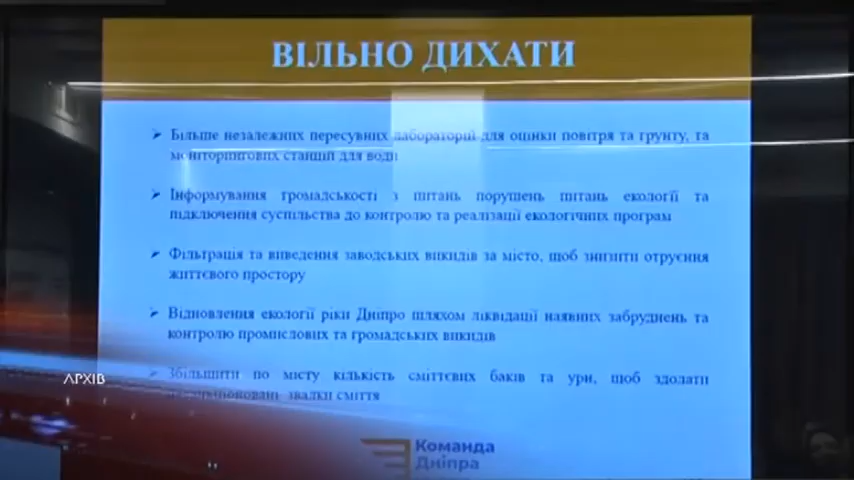 ВІЛЬНО ДИХАТИ
Більше незалежних пересувних лабораторій для оцінки повітря та грунту, та
моніторингових станцій для води
Інформування громадськості з питань порушень питань екології та
підключення суспільства до контролю та реалізації екологічних програм
Фільтрація та виведення заводських викидів за місто, щоб знизити отруєння
життєвого простору
Відновлення екології ріки Дніпро шляхом ліквідації наявних забруднень та
контролю промислових та громадських викидів
АРХІВ
Збільшити по місту кількість сміттєвих баків та урн, щоб здолати
звалки сміття
Команда
Дніпра